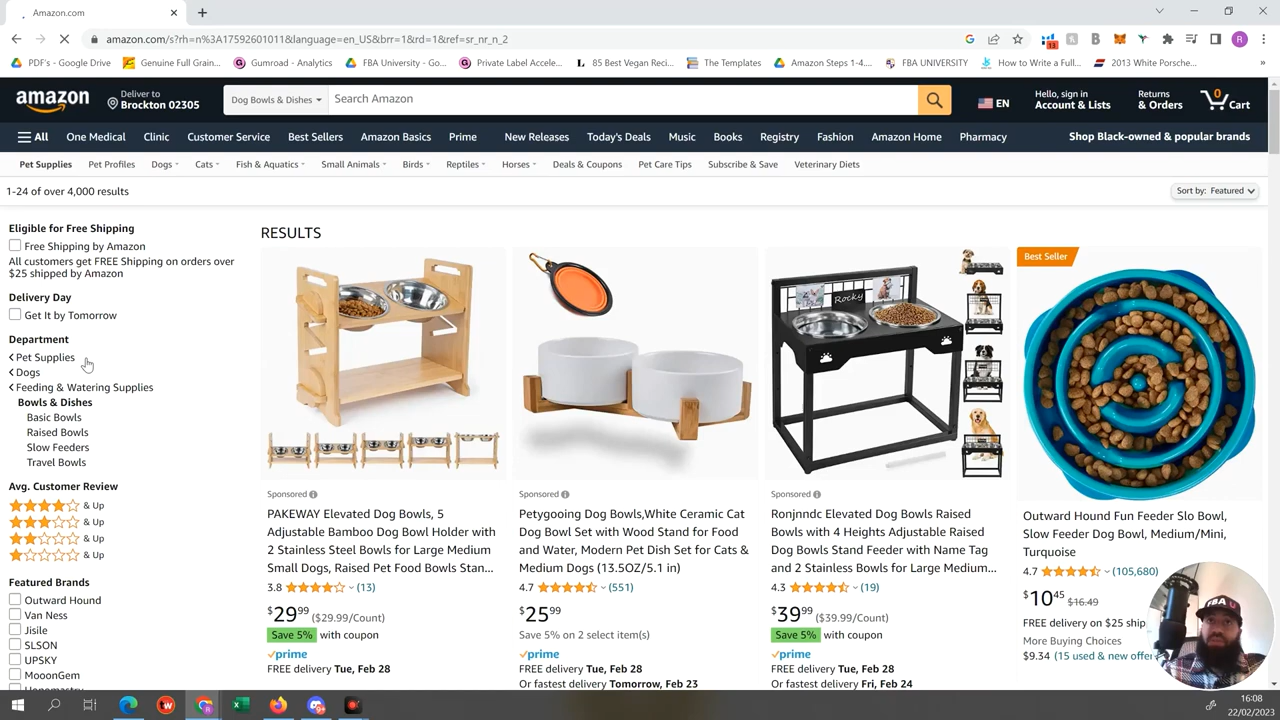 Amazon.com
amazon.com/s?rh=n%3A17592601011&language=en_US&brr=1&rd=1&ref=sr_nr_n_2
13
R
PDF's - Google Drive
Genuine Full Grain...
Gumroad - Analytics
FBA University - Go...
Private Label Accele...
85 Best Vegan Reci...
The Templates
Amazon Steps 1-4....
FBA UNIVERSITY
How to Write a Full...
2013 White Porsche...
amazon
Deliver to
Brockton 02305
Dog Bowls & Dishes
Search Amazon
EN
Hello, sign in
Account & Lists
Returns
& Orders
0
Cart
All
One Medical
Clinic
Customer Service
Best Sellers
Amazon Basics
Prime
New Releases
Today's Deals
Music
Books
Registry
Fashion
Amazon Home
Pharmacy
Shop Black-owned & popular brands
Pet Supplies
Pet Profiles
Dogs
Cats
Fish & Aquatics
Small Animals
Birds
Reptiles
Horses
Deals & Coupons
Pet Care Tips
Subscribe & Save
Veterinary Diets
1-24 of over 4,000 results
Sort by: Featured
Eligible for Free Shipping
Free Shipping by Amazon
All customers get FREE Shipping on orders over
$25 shipped by Amazon
Delivery Day
Get It by Tomorrow
Department
Pet Supplies
Dogs
Feeding & Watering Supplies
Bowls & Dishes
Basic Bowls
Raised Bowls
Slow Feeders
Travel Bowls
Avg. Customer Review
& Up
& Up
& Up
& Up
Featured Brands
Outward Hound
Van Ness
Jisile
SLSON
UPSKY
MooonGem
RESULTS
Sponsored
PAKEWAY Elevated Dog Bowls, 5
Adjustable Bamboo Dog Bowl Holder with
2 Stainless Steel Bowls for Large Medium
Small Dogs, Raised Pet Food Bowls Stan...
3.8 (13)
$29.99 ($29.99/Count)
Save 5% with coupon
prime
FREE delivery Tue, Feb 28
Sponsored
Petygooing Dog Bowls,White Ceramic Cat
Dog Bowl Set with Wood Stand for Food
and Water, Modern Pet Dish Set for Cats &
Medium Dogs (13.5OZ/5.1 in)
4.7 (551)
$25.99
Save 5% on 2 select item(s)
prime
FREE delivery Tue, Feb 28
Or fastest delivery Tomorrow, Feb 23
Rocky
Sponsored
Ronjnndc Elevated Dog Bowls Raised
Bowls with 4 Heights Adjustable Raised
Dog Bowls Stand Feeder with Name Tag
and 2 Stainless Bowls for Large Medium...
4.3 (19)
$39.99 ($39.99/Count)
Save 5% with coupon
prime
FREE delivery Tue, Feb 28
Or fastest delivery Fri, Feb 24
Best Seller
Outward Hound Fun Feeder Slo Bowl,
Slow Feeder Dog Bowl, Medium/Mini,
Turquoise
4.7 (105,680)
$10.45 $16.49
FREE delivery on $25 ship
More Buying Choices
$9.34 (15 used & new offer
FBA U
16:08
22/02/2023